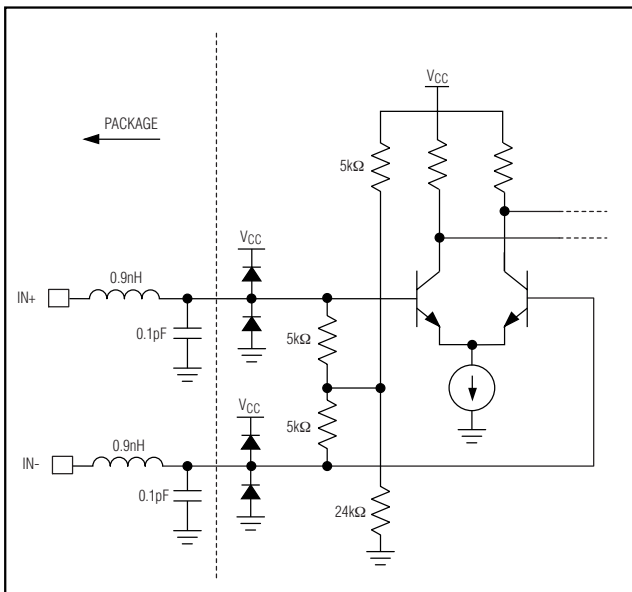 VCC
PACKAGE
5kΩ
VCC
0.9nH
IN+
0.1pF
5kΩ
VCC
5kΩ
0.9nH
IN-
0.1pF
24kΩ